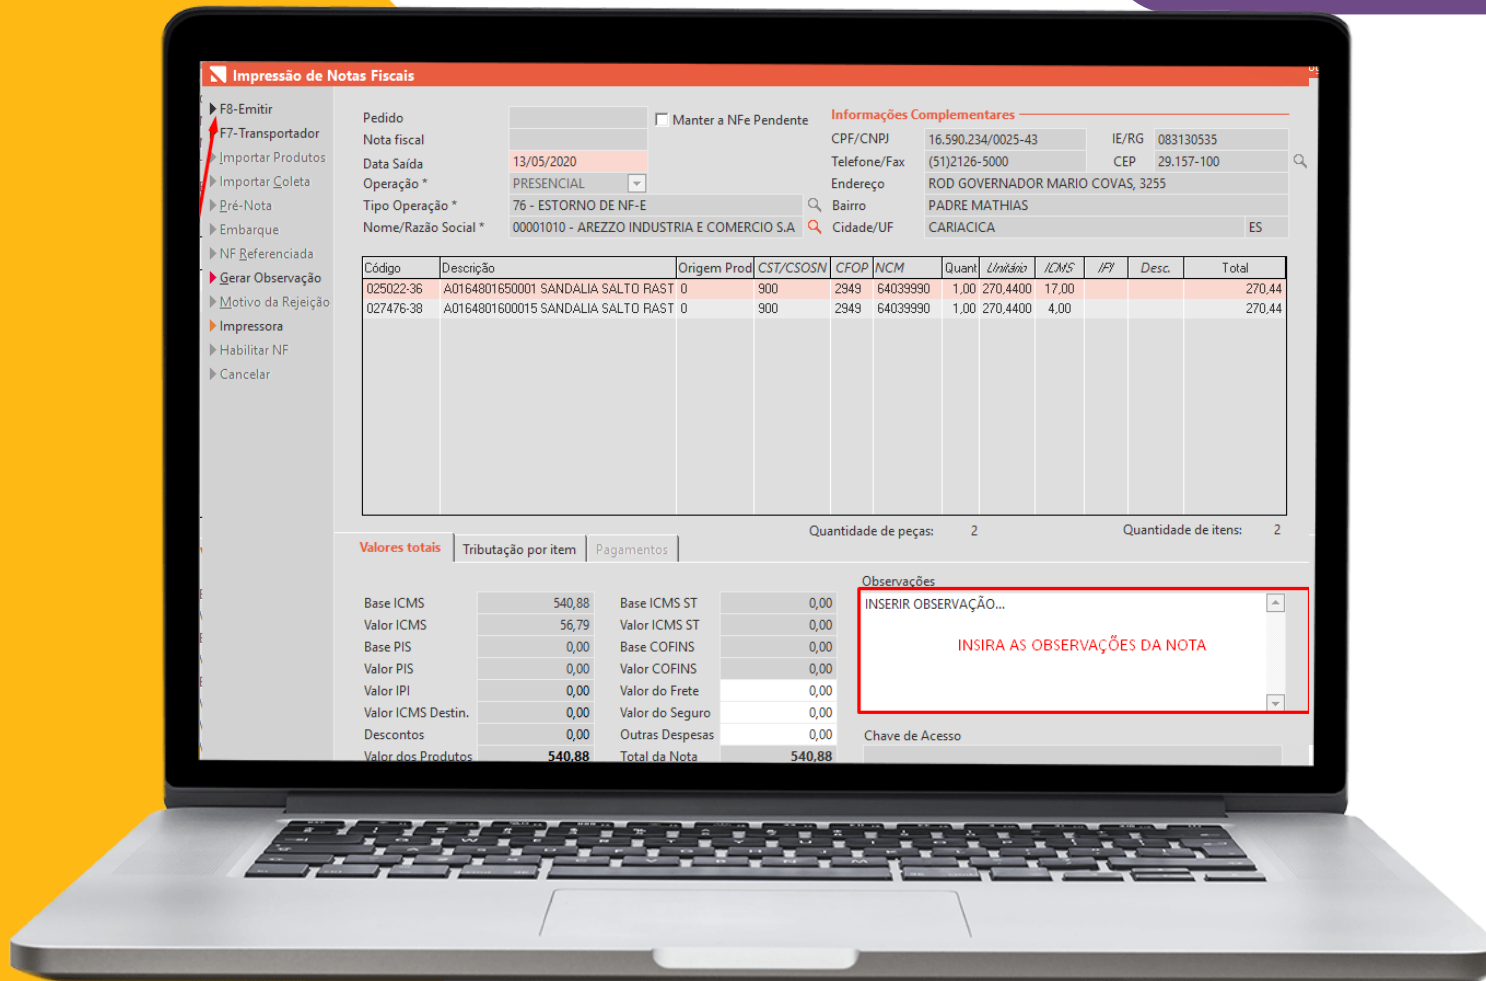 Impressão de Notas Fiscais
F8-Emitir
F7-Transportador
Importar Produtos
Importar Coleta
Pré-Nota
Embarque
NF Referenciada
Gerar Observação
Motivo da Rejeição
Impressora
Habilitar NF
Cancelar
Pedido
Manter a NFe Pendente
Nota fiscal
Data Saída 13/05/2020
Operação * PRESENCIAL
Tipo Operação * 76 - ESTORNO DE NF-E
Nome/Razão Social * 00001010 - AREZZO INDUSTRIA E COMERCIO S.A
Informações Complementares
CPF/CNPJ 16.590.234/0025-43 IE/RG 083130535
Telefone/Fax (51)2126-5000 CEP 29.157-100
Endereço ROD GOVERNADOR MARIO COVAS, 3255
Bairro PADRE MATHIAS
Cidade/UF CARIACICA ES
Código Descrição Origem Prod CST/CSOSN CFOP NCM Quant Unitário ICMS IPI Desc. Total
025022-36 A0164801650001 SANDALIA SALTO RAST 0 900 2949 64039990 1,00 270,4400 17,00 270,44
027476-38 A0164801600015 SANDALIA SALTO RAST 0 900 2949 64039990 1,00 270,4400 4,00 270,44
Quantidade de peças: 2 Quantidade de itens: 2
Valores totais Tributação por item Pagamentos
Base ICMS 540,88 Base ICMS ST 0,00
Valor ICMS 56,79 Valor ICMS ST 0,00
Base PIS 0,00 Base COFINS 0,00
Valor PIS 0,00 Valor COFINS 0,00
Valor IPI 0,00 Valor do Frete 0,00
Valor ICMS Destin. 0,00 Valor do Seguro 0,00
Descontos 0,00 Outras Despesas 0,00
Valor dos Produtos 540,88 Total da Nota 540,88
Observações
INSERIR OBSERVAÇÃO...
INSIRA AS OBSERVAÇÕES DA NOTA
Chave de Acesso